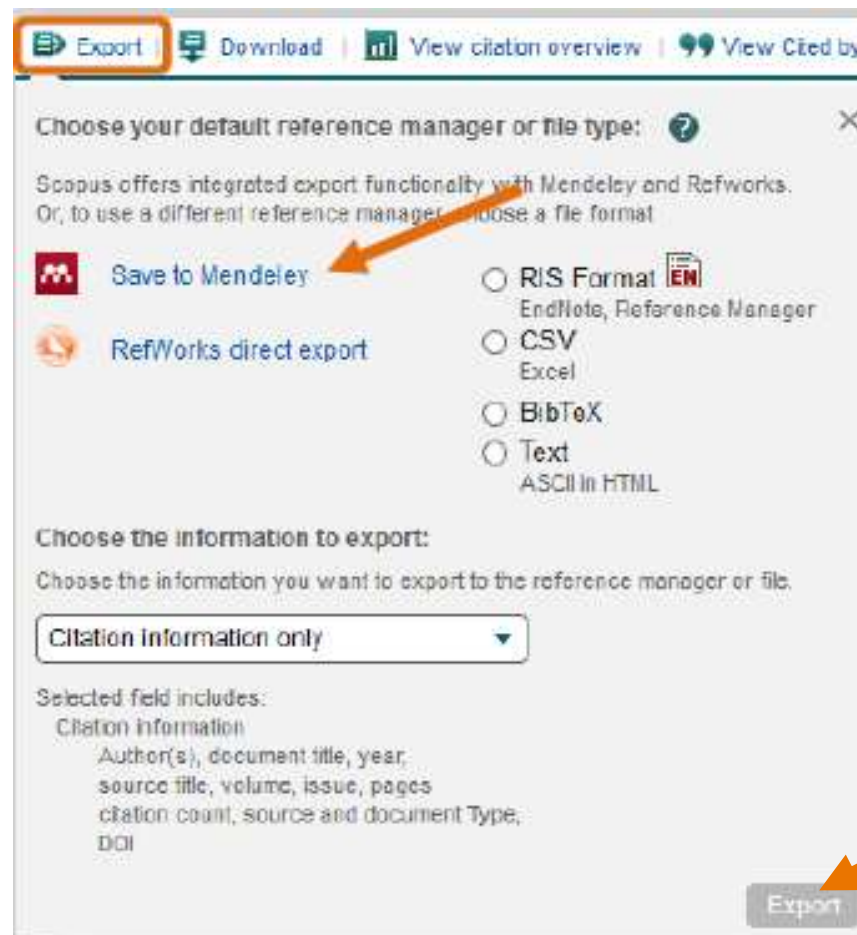 Export | Download | View citation overview | View Cited by
Choose your default reference manager or file type:
Scopus offers integrated export functionality with Mendeley and Refworks.
Or, to use a different reference manager, choose a file format
Save to Mendeley
RefWorks direct export
RIS Format EN
EndNote, Reference Manager
CSV
Excel
BibTeX
Text
ASCII in HTML
Choose the information to export:
Choose the information you want to export to the reference manager or file.
Citation information only
Selected field includes:
Citation information
Author(s), document title, year,
source title, volume, issue, pages
citation count, source and document Type,
DOI
Export